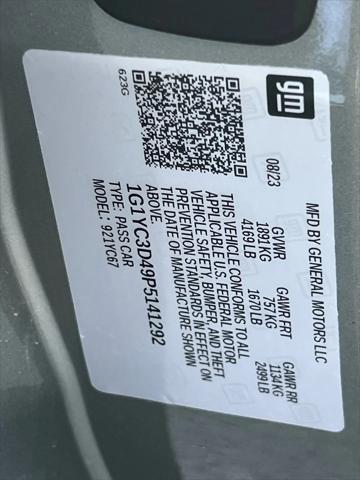 gm
MFD BY GENERAL MOTORS LLC
08/23
GVWR
1891 KG
4169 LB
GAWR FRT
757 KG
1670 LB
GAWR RR
1134 KG
2499 LB
THIS VEHICLE CONFORMS TO ALL
APPLICABLE U.S. FEDERAL MOTOR
VEHICLE SAFETY, BUMPER, AND THEFT
PREVENTION STANDARDS IN EFFECT ON
THE DATE OF MANUFACTURE SHOWN
ABOVE.
1G1YC3D49P5141292
TYPE: PASS CAR
MODEL: 921YC67
623G